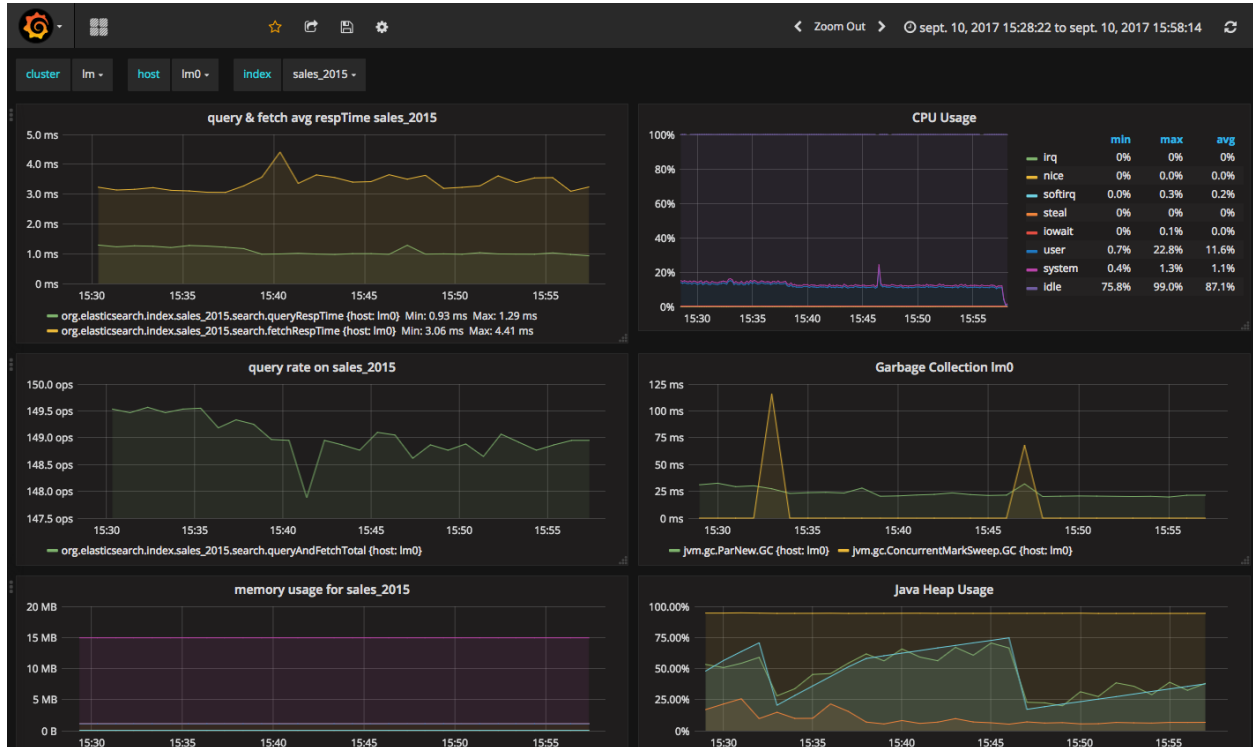 Zoom Out sept. 10, 2017 15:28:22 to sept. 10, 2017 15:58:14
cluster lm host lm0 index sales_2015
query & fetch avg respTime sales_2015
5.0 ms
4.0 ms
3.0 ms
2.0 ms
1.0 ms
0 ms
15:30 15:35 15:40 15:45 15:50 15:55
org.elasticsearch.index.sales_2015.search.queryRespTime {host: lm0} Min: 0.93 ms Max: 1.29 ms
org.elasticsearch.index.sales_2015.search.fetchRespTime {host: lm0} Min: 3.06 ms Max: 4.41 ms
CPU Usage
100%
80%
60%
40%
20%
0%
15:30 15:35 15:40 15:45 15:50 15:55
min max avg
irq 0% 0% 0%
nice 0% 0.0% 0.0%
softirq 0.0% 0.3% 0.2%
steal 0% 0% 0%
iowait 0% 0.1% 0.0%
user 0.7% 22.8% 11.6%
system 0.4% 1.3% 1.1%
idle 75.8% 99.0% 87.1%
query rate on sales_2015
150.0 ops
149.5 ops
149.0 ops
148.5 ops
148.0 ops
147.5 ops
15:30 15:35 15:40 15:45 15:50 15:55
org.elasticsearch.index.sales_2015.search.queryAndFetchTotal {host: lm0}
Garbage Collection lm0
125 ms
100 ms
75 ms
50 ms
25 ms
0 ms
15:30 15:35 15:40 15:45 15:50 15:55
jvm.gc.ParNew.GC {host: lm0} jvm.gc.ConcurrentMarkSweep.GC {host: lm0}
memory usage for sales_2015
20 MB
15 MB
10 MB
5 MB
0 B
15:30 15:35 15:40 15:45 15:50 15:55
Java Heap Usage
100.00%
75.00%
50.00%
25.00%
0%
15:30 15:35 15:40 15:45 15:50 15:55